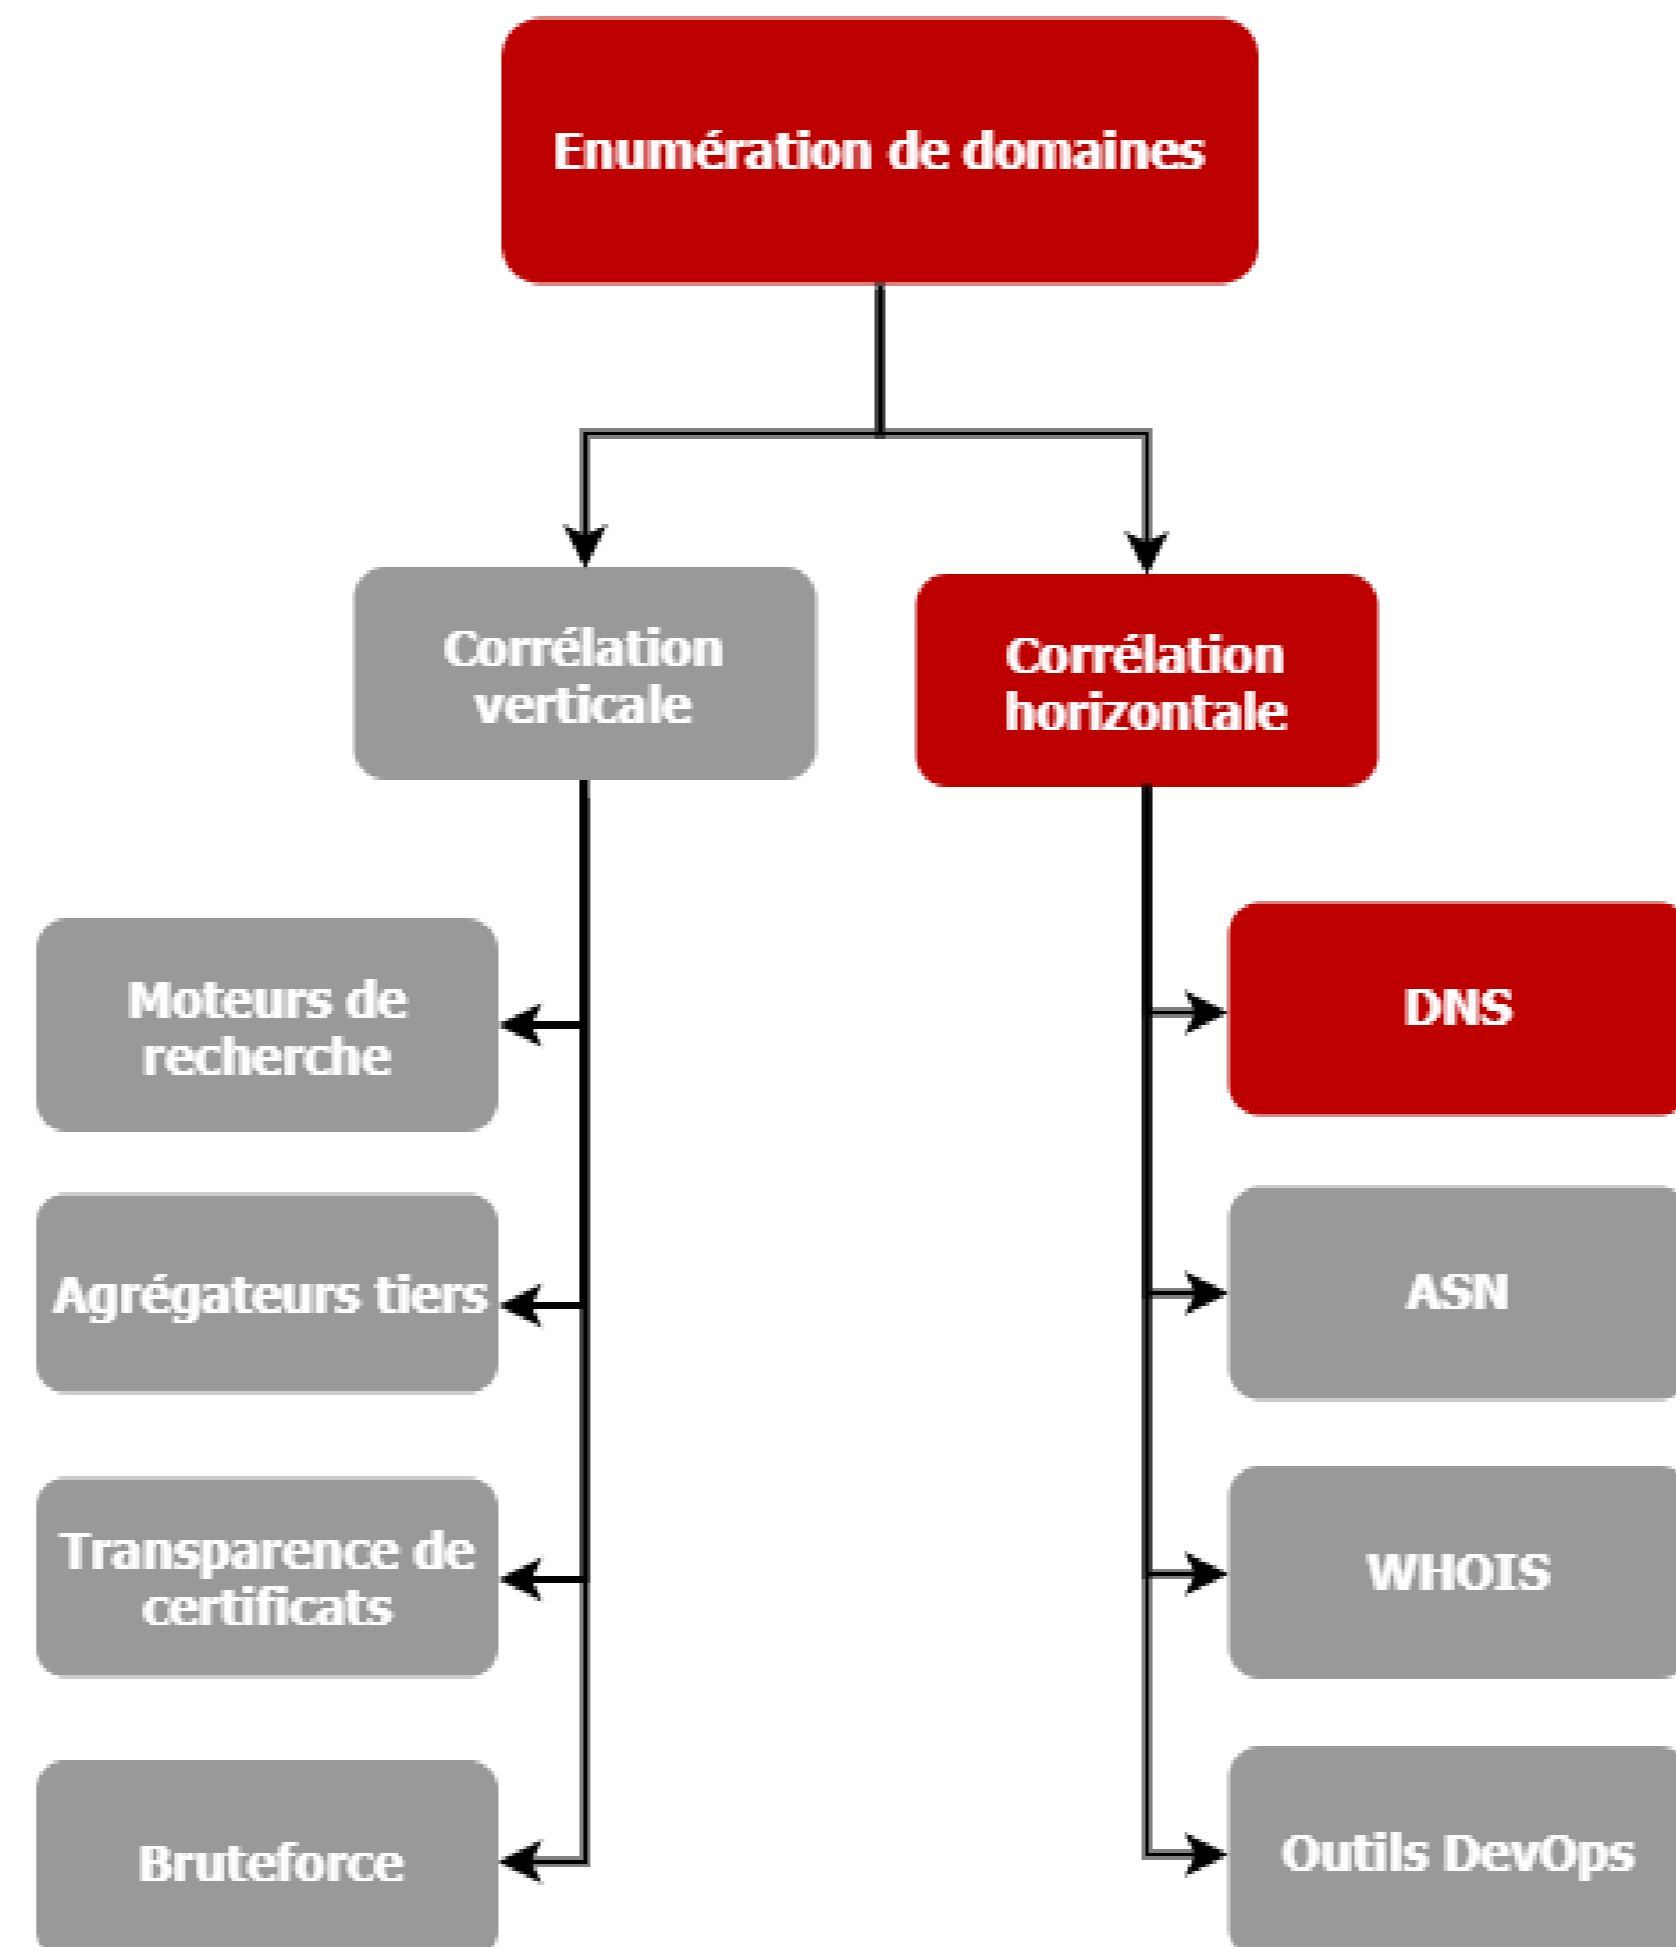 Enumération de domaines
Corrélation
verticale
Corrélation
horizontale
Moteurs de
recherche
Agrégateurs tiers
Transparence de
certificats
Bruteforce
DNS
ASN
WHOIS
Outils DevOps